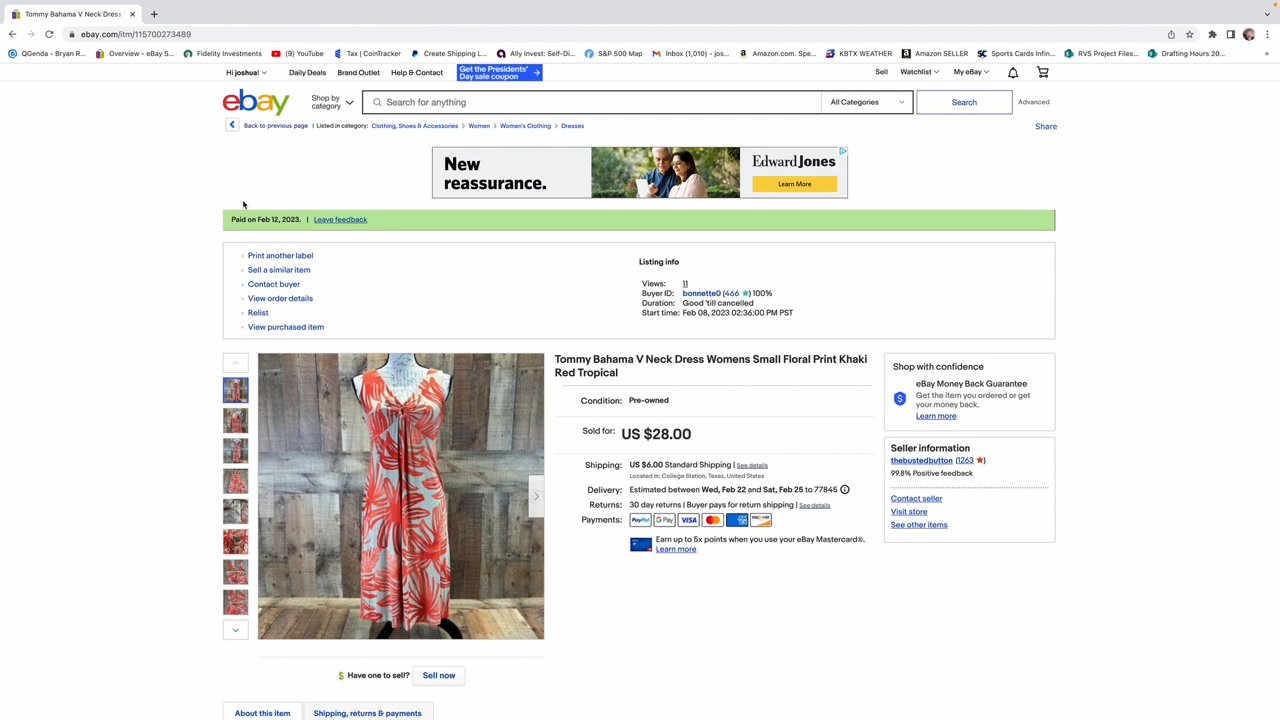 Tommy Bahama V Neck Dress
ebay.com/itm/115700273489
QGenda - Bryan R...
Overview - eBay S...
Fidelity Investments
(9) YouTube
Tax | CoinTracker
Create Shipping L...
Ally Invest: Self-Di...
S&P 500 Map
Inbox (1,010) - jos...
Amazon.com. Spe...
KBTX WEATHER
Amazon SELLER
Sports Cards Infin...
RVS Project Files...
Drafting Hours 20...
Hi joshua!
Daily Deals
Brand Outlet
Help & Contact
Get the Presidents'
Day sale coupon
Sell
Watchlist
My eBay
ebay
Shop by
category
Search for anything
All Categories
Search
Advanced
Back to previous page | Listed in category: Clothing, Shoes & Accessories > Women > Women's Clothing > Dresses
Share
New
reassurance.
Edward Jones
Learn More
Paid on Feb 12, 2023. | Leave feedback
Print another label
Sell a similar item
Contact buyer
View order details
Relist
View purchased item
Listing info
Views: 11
Buyer ID: bonnette0 (466 ) 100%
Duration: Good 'till cancelled
Start time: Feb 08, 2023 02:36:00 PM PST
Tommy Bahama V Neck Dress Womens Small Floral Print Khaki
Red Tropical
Condition: Pre-owned
Sold for: US $28.00
Shipping: US $6.00 Standard Shipping | See details
Located in: College Station, Texas, United States
Delivery: Estimated between Wed, Feb 22 and Sat, Feb 25 to 77845
Returns: 30 day returns | Buyer pays for return shipping | See details
Payments: PayPal G Pay VISA mastercard DISCOVER
Earn up to 5x points when you use your eBay Mastercard®.
Learn more
Shop with confidence
eBay Money Back Guarantee
Get the item you ordered or get
your money back.
Learn more
Seller information
thebustedbutton (1263 )
99.8% Positive feedback
Contact seller
Visit store
See other items
Have one to sell? Sell now
About this item
Shipping, returns & payments